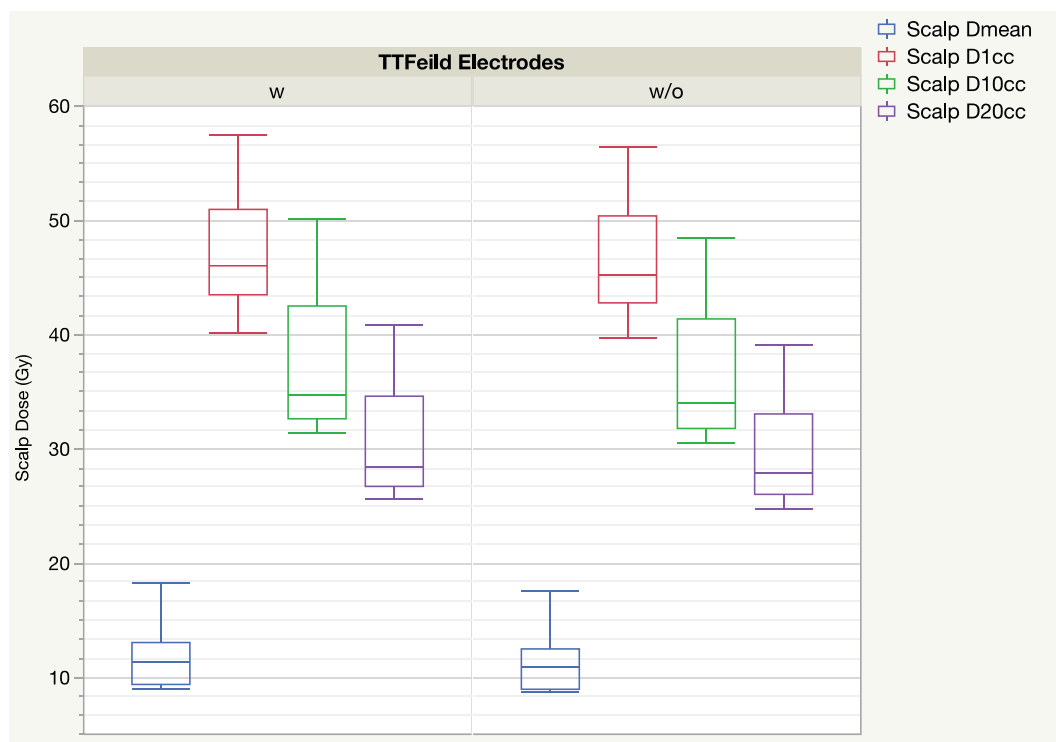 TTFeild Electrodes
w
w/o
Scalp Dmean
Scalp D1cc
Scalp D10cc
Scalp D20cc
Scalp Dose (Gy)
60
50
40
30
20
10